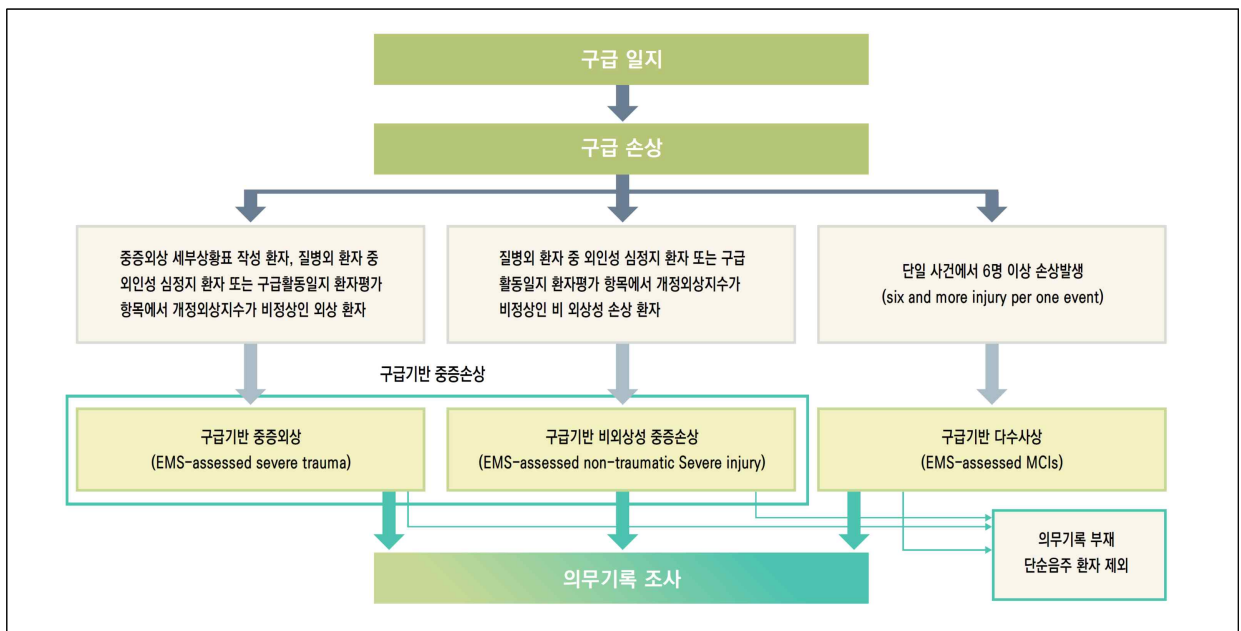 구급 일지
구급 손상
중증외상 세부상황표 작성 환자, 질병외 환자 중
외인성 심정지 환자 또는 구급활동일지 환자평가
항목에서 개정외상지수가 비정상인 외상 환자
질병외 환자 중 외인성 심정지 환자 또는 구급
활동일지 환자평가 항목에서 개정외상지수가
비정상인 비 외상성 손상 환자
단일 사건에서 6명 이상 손상발생
(six and more injury per one event)
구급기반 중증손상
구급기반 중증외상
(EMS-assessed severe trauma)
구급기반 비외상성 중증손상
(EMS-assessed non-traumatic Severe injury)
구급기반 다수사상
(EMS-assessed MCIs)
의무기록 부재
단순음주 환자 제외
의무기록 조사